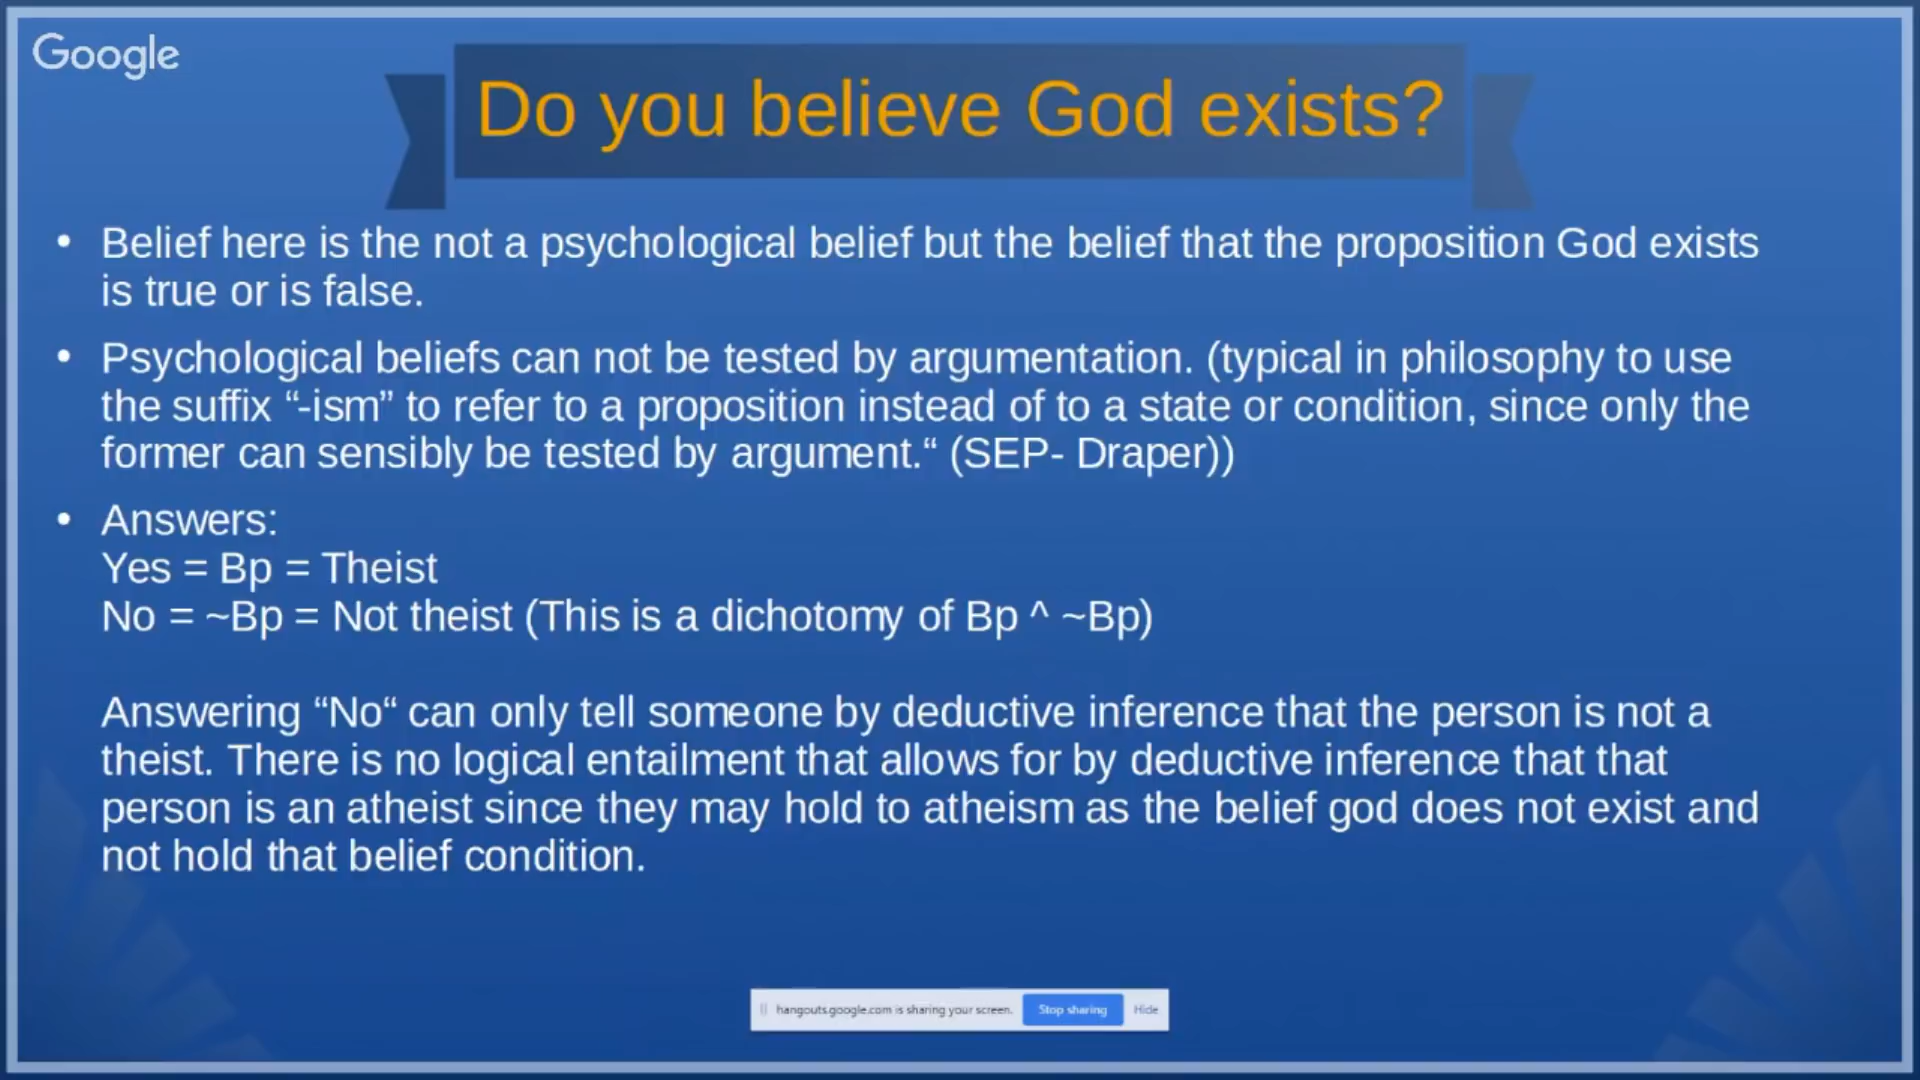 Google
Do you believe God exists?
• Belief here is the not a psychological belief but the belief that the proposition God exists
is true or is false.
• Psychological beliefs can not be tested by argumentation. (typical in philosophy to use
the suffix “-ism” to refer to a proposition instead of to a state or condition, since only the
former can sensibly be tested by argument.“ (SEP- Draper))
• Answers:
Yes = Bp = Theist
No = ~Bp = Not theist (This is a dichotomy of Bp ^ ~Bp)
Answering “No“ can only tell someone by deductive inference that the person is not a
theist. There is no logical entailment that allows for by deductive inference that that
person is an atheist since they may hold to atheism as the belief god does not exist and
not hold that belief condition.
hangouts.google.com is sharing your screen. Stop sharing Hide